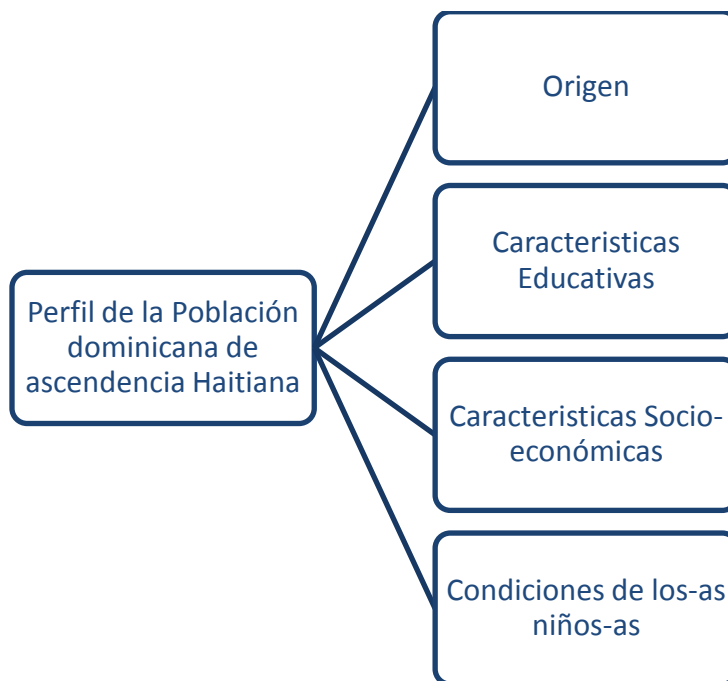 Perfil de la Población
dominicana de
ascendencia Haitiana
Origen
Caracteristicas
Educativas
Caracteristicas Socio-
económicas
Condiciones de los-as
niños-as